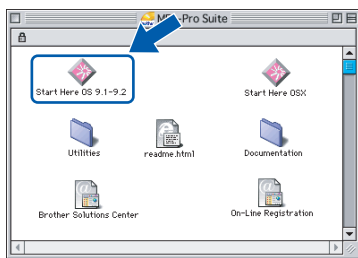 Suite
Start Here OS 9.1-9.2
Start Here OSX
Utilities
readme.html
Documentation
Brother Solutions Center
On-Line Registration